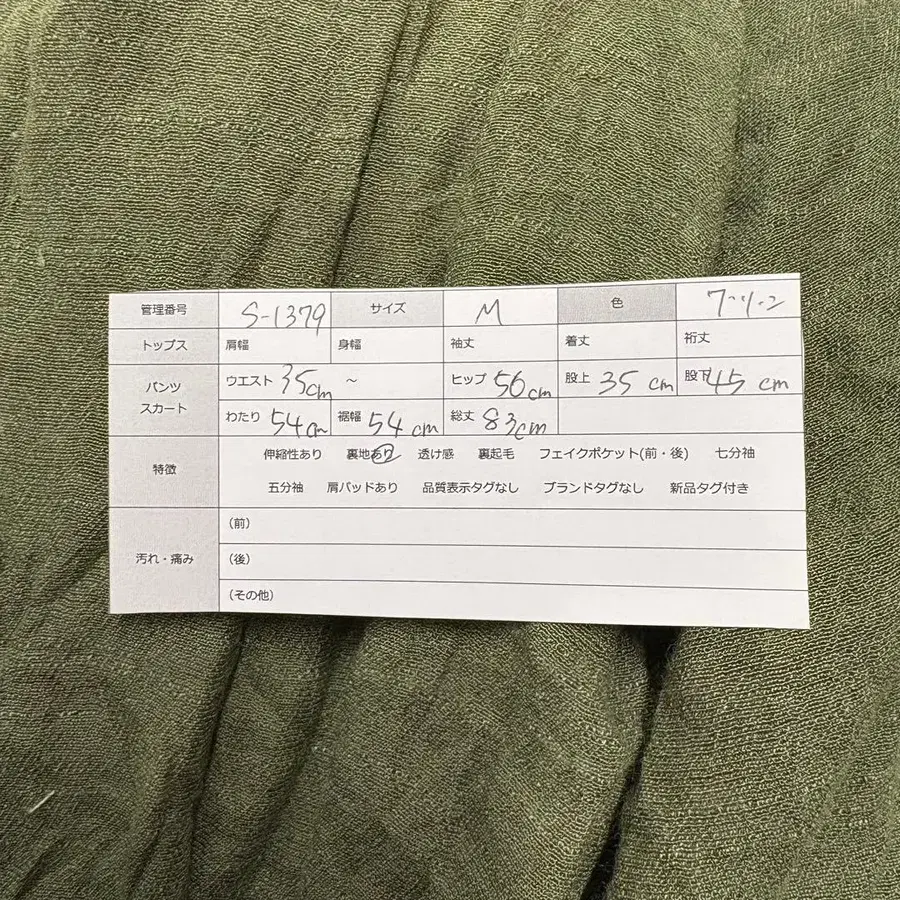 管理番号 S-1379 サイズ M 色 グリーン
トップス 肩幅 身幅 袖丈 着丈 裄丈
パンツ スカート ウエスト 35cm ~ ヒップ 56cm 股上 35cm 股下 45cm
わたり 54cm 裾幅 54cm 総丈 83cm
特徴 伸縮性あり 裏地あり 透け感 裏起毛 フェイクポケット(前・後) 七分袖
五分袖 肩パッドあり 品質表示タグなし ブランドタグなし 新品タグ付き
汚れ・痛み (前)
(後)
(その他)